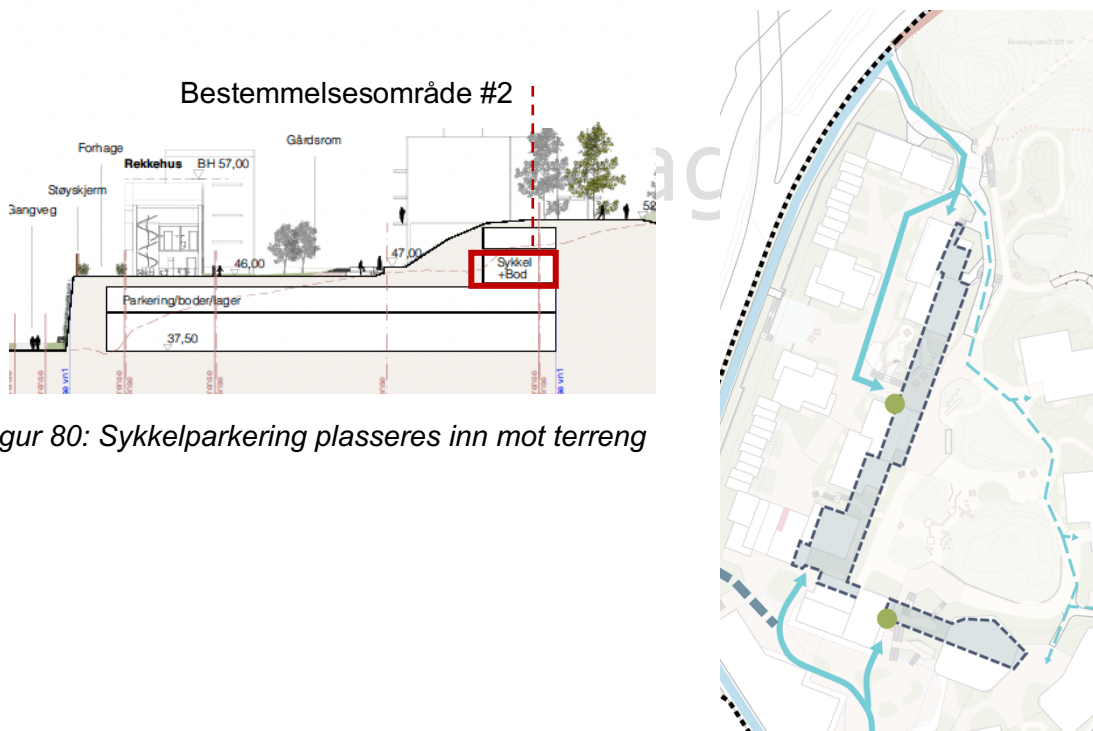 Bestemmelsesområde #2
Forhage
Gårdsrom
Rekkehus BH 57,00
Støyskjerm
Gangveg
52
47,00
46,00
Sykkel
+Bod
Parkering/boder/lager
37,50
gur 80: Sykkelparkering plasseres inn mot terreng